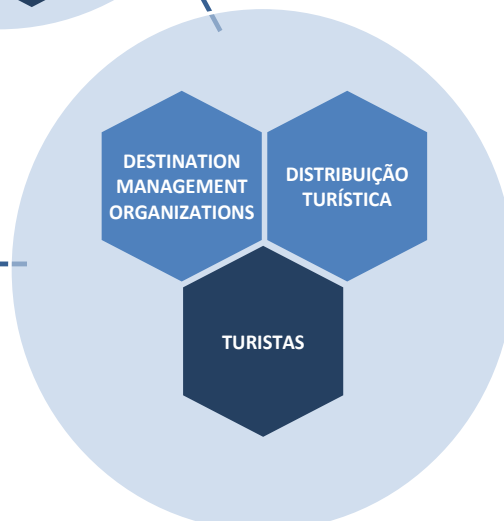 DESTINATION
MANAGEMENT
ORGANIZATIONS
DISTRIBUIÇÃO
TURÍSTICA
TURISTAS